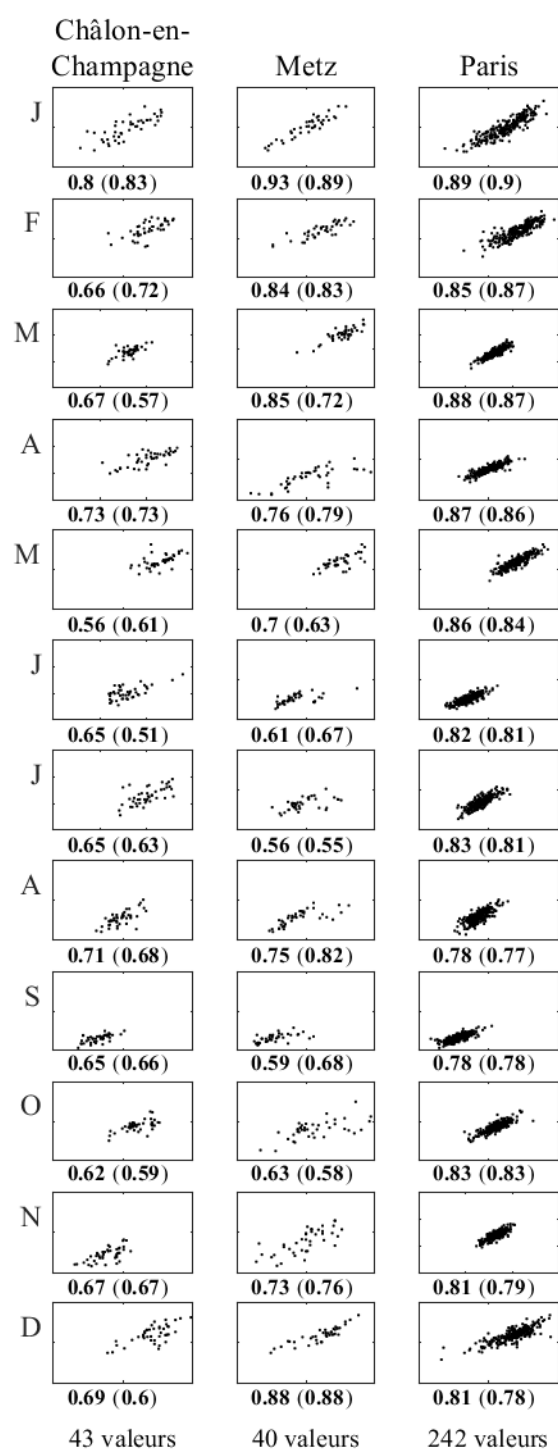 Châlon-en-
Champagne Metz Paris
J
0.8 (0.83) 0.93 (0.89) 0.89 (0.9)
F
0.66 (0.72) 0.84 (0.83) 0.85 (0.87)
M
0.67 (0.57) 0.85 (0.72) 0.88 (0.87)
A
0.73 (0.73) 0.76 (0.79) 0.87 (0.86)
M
0.56 (0.61) 0.7 (0.63) 0.86 (0.84)
J
0.65 (0.51) 0.61 (0.67) 0.82 (0.81)
J
0.65 (0.63) 0.56 (0.55) 0.83 (0.81)
A
0.71 (0.68) 0.75 (0.82) 0.78 (0.77)
S
0.65 (0.66) 0.59 (0.68) 0.78 (0.78)
O
0.62 (0.59) 0.63 (0.58) 0.83 (0.83)
N
0.67 (0.67) 0.73 (0.76) 0.81 (0.79)
D
0.69 (0.6) 0.88 (0.88) 0.81 (0.78)
43 valeurs 40 valeurs 242 valeurs